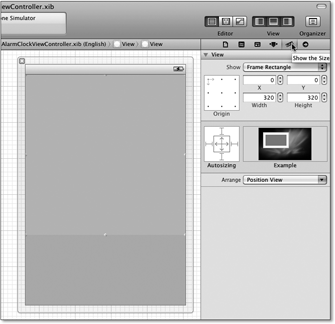 ewController.xib
one Simulator
Editor View Organizer
AlarmClockViewController.xib (English) View View
Show the Size
View
Show Frame Rectangle
0 0
X Y
320 320
Width Height
Origin
Autosizing Example
Arrange Position View